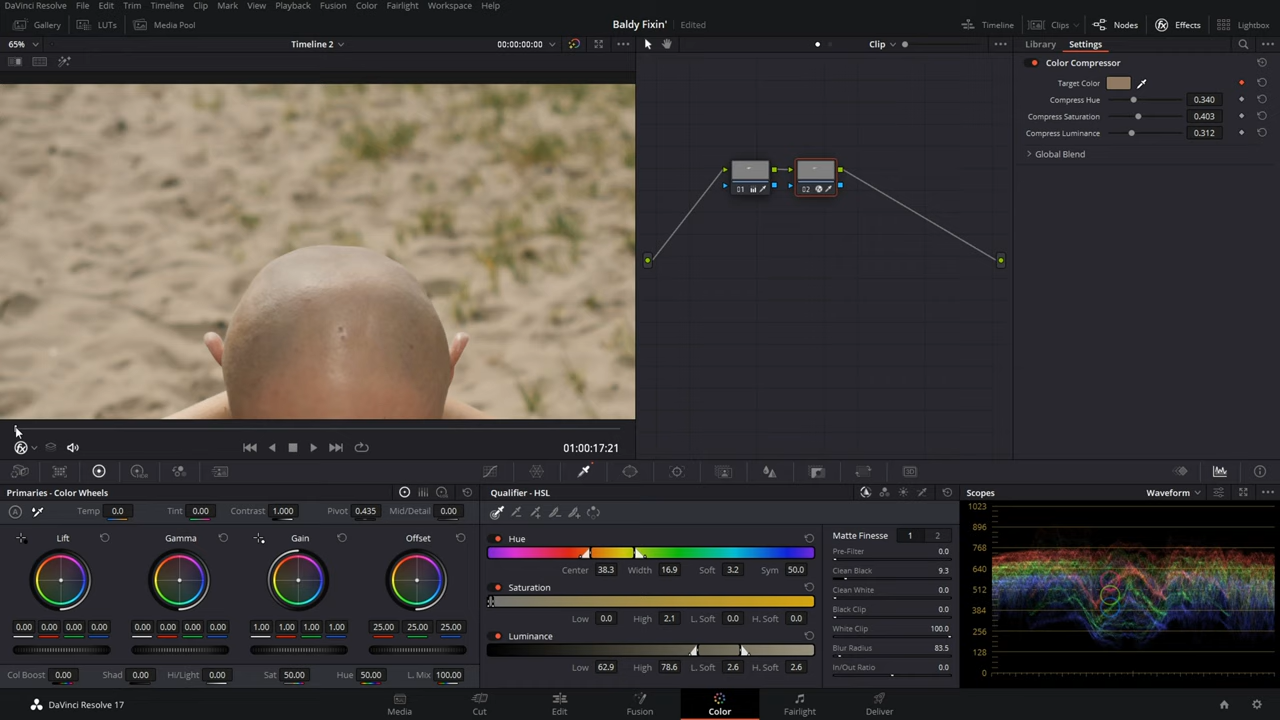 DaVinci Resolve File Edit Trim Timeline Clip Mark View Playback Fusion Color Fairlight Workspace Help
Gallery LUTs Media Pool Baldy Fixin' Edited Timeline Clips Nodes Effects Lightbox
65% Timeline 2 00:00:00:00 Clip Library Settings
Color Compressor
Target Color
Compress Hue 0.340
Compress Saturation 0.403
Compress Luminance 0.312
Global Blend
01 02
01:00:17:21
Primaries - Color Wheels Qualifier - HSL Scopes Waveform
Temp 0.0 Tint 0.00 Contrast 1.000 Pivot 0.435 Mid/Detail 0.00
Lift Gamma Gain Offset
0.00 0.00 0.00 0.00 0.00 0.00 0.00 0.00 1.00 1.00 1.00 1.00 25.00 25.00 25.00
Col Boost 0.00 Shad 0.00 Hi/Light 0.00 Sat 50.00 Hue 50.00 L. Mix 100.00
Hue
Center 38.3 Width 16.9 Soft 3.2 Sym 50.0
Saturation
Low 0.0 High 2.1 L. Soft 0.0 H. Soft 0.0
Luminance
Low 62.9 High 78.6 L. Soft 2.6 H. Soft 2.6
Matte Finesse 1 2
Pre-Filter 0.0
Clean Black 9.3
Clean White 0.0
Black Clip 0.0
White Clip 100.0
Blur Radius 83.5
In/Out Ratio 0.0
1023
896
768
640
512
384
256
128
0
DaVinci Resolve 17 Media Cut Edit Fusion Color Fairlight Deliver